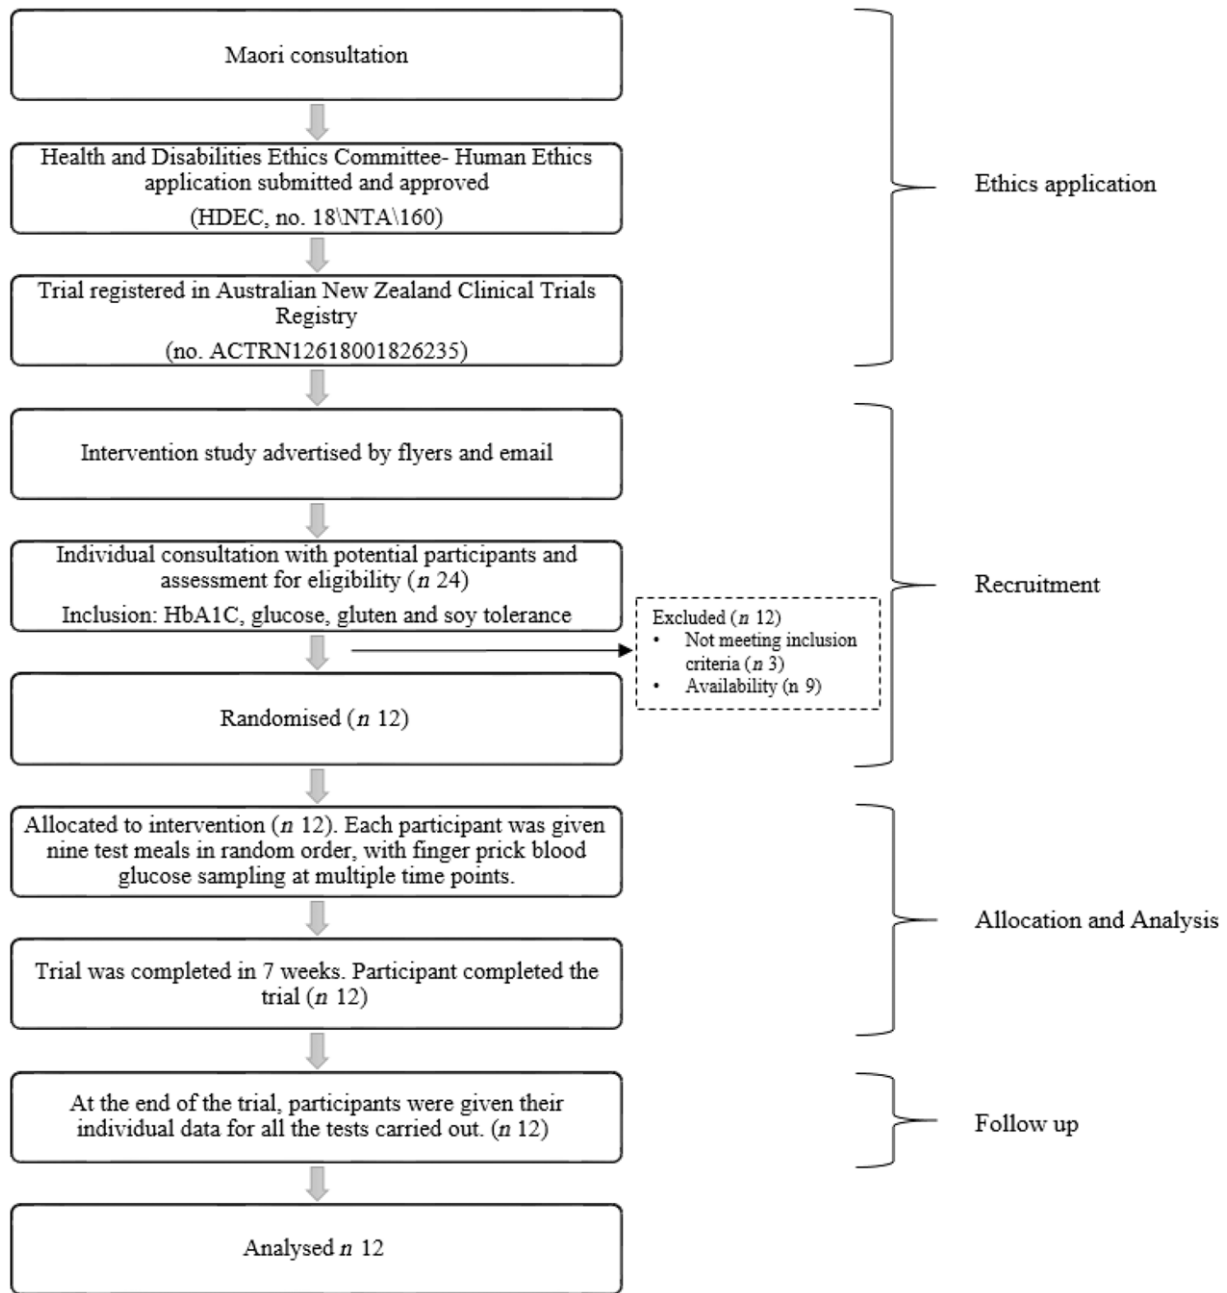 Maori consultation
Health and Disabilities Ethics Committee- Human Ethics
application submitted and approved
(HDEC, no. 18\NTA\160)
Ethics application
Trial registered in Australian New Zealand Clinical Trials
Registry
(no. ACTRN12618001826235)
Intervention study advertised by flyers and email
Individual consultation with potential participants and
assessment for eligibility (n 24)
Inclusion: HbA1C, glucose, gluten and soy tolerance
Recruitment
Excluded (n 12)
• Not meeting inclusion
criteria (n 3)
• Availability (n 9)
Randomised (n 12)
Allocated to intervention (n 12). Each participant was given
nine test meals in random order, with finger prick blood
glucose sampling at multiple time points.
Allocation and Analysis
Trial was completed in 7 weeks. Participant completed the
trial (n 12)
At the end of the trial, participants were given their
individual data for all the tests carried out. (n 12)
Follow up
Analysed n 12